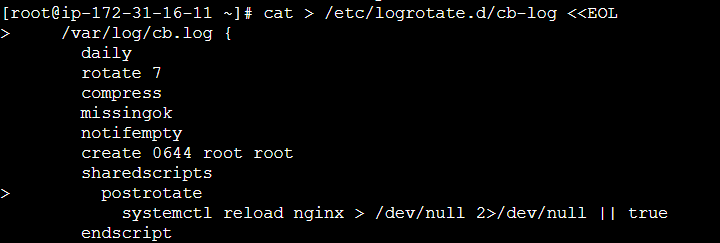 [root@ip-172-31-16-11 ~]# cat > /etc/logrotate.d/cb-log <<EOL
>     /var/log/cb.log {
        daily
        rotate 7
        compress
        missingok
        notifempty
        create 0644 root root
        sharedscripts
>         postrotate
            systemctl reload nginx > /dev/null 2>/dev/null || true
        endscript